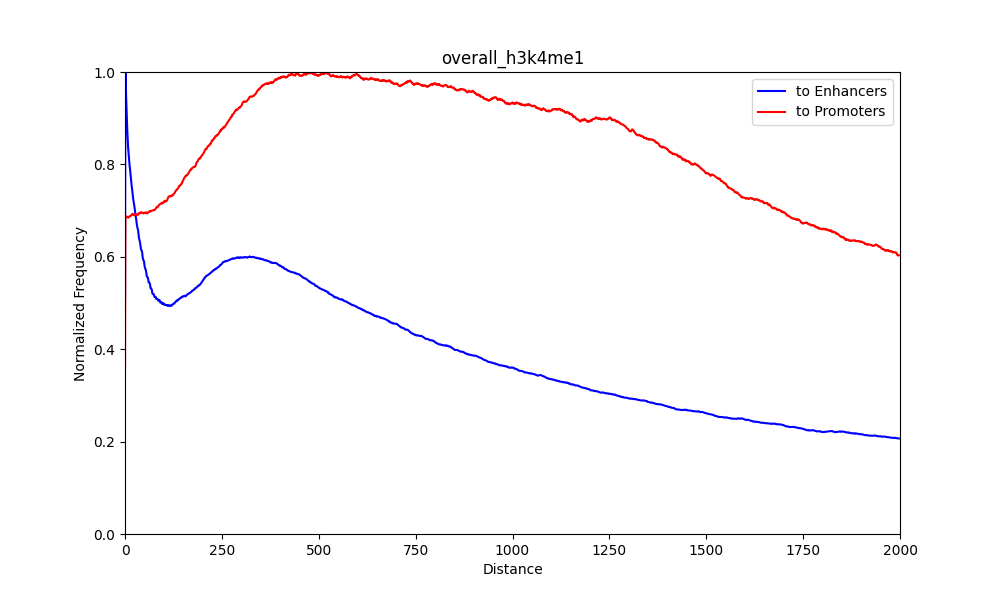 overall_h3k4me1
to Enhancers
to Promoters
Normalized Frequency
1.0
0.8
0.6
0.4
0.2
0.0
0 250 500 750 1000 1250 1500 1750 2000
Distance